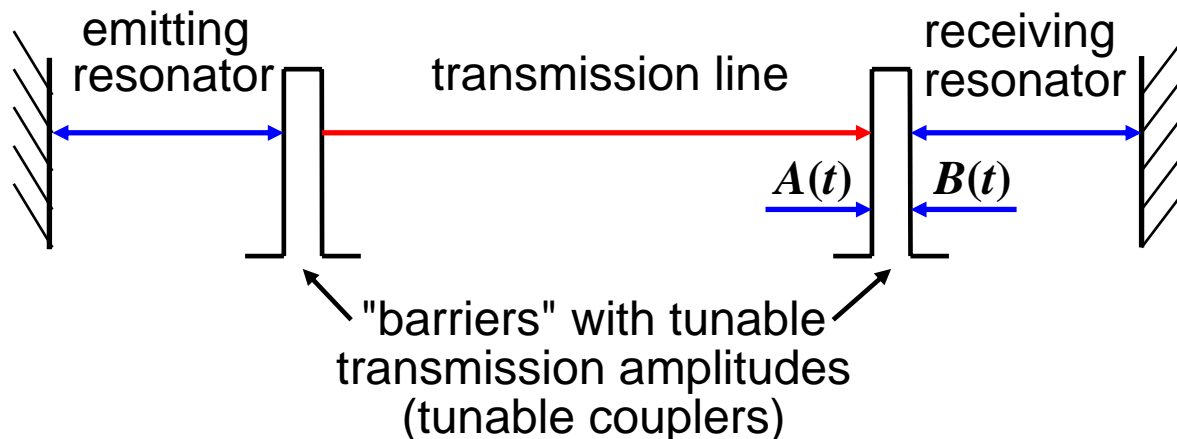 emitting
resonator
transmission line
receiving
resonator
A(t)
B(t)
"barriers" with tunable
transmission amplitudes
(tunable couplers)